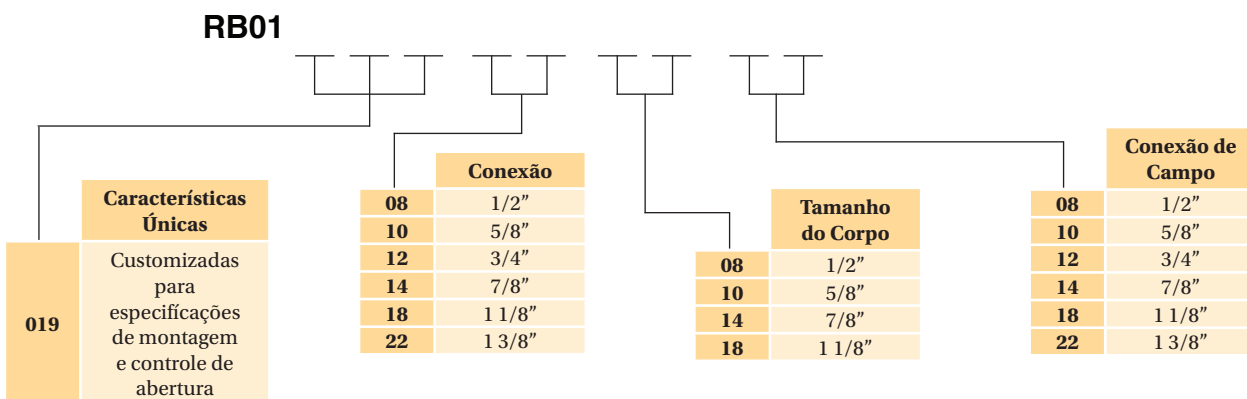 RB01
Características
Únicas
019
Customizadas
para
especifícações
de montagem
e controle de
abertura
Conexão
08 1/2”
10 5/8”
12 3/4”
14 7/8”
18 1 1/8”
22 1 3/8”
Tamanho
do Corpo
08 1/2”
10 5/8”
14 7/8”
18 1 1/8”
Conexão de
Campo
08 1/2”
10 5/8”
12 3/4”
14 7/8”
18 1 1/8”
22 1 3/8”